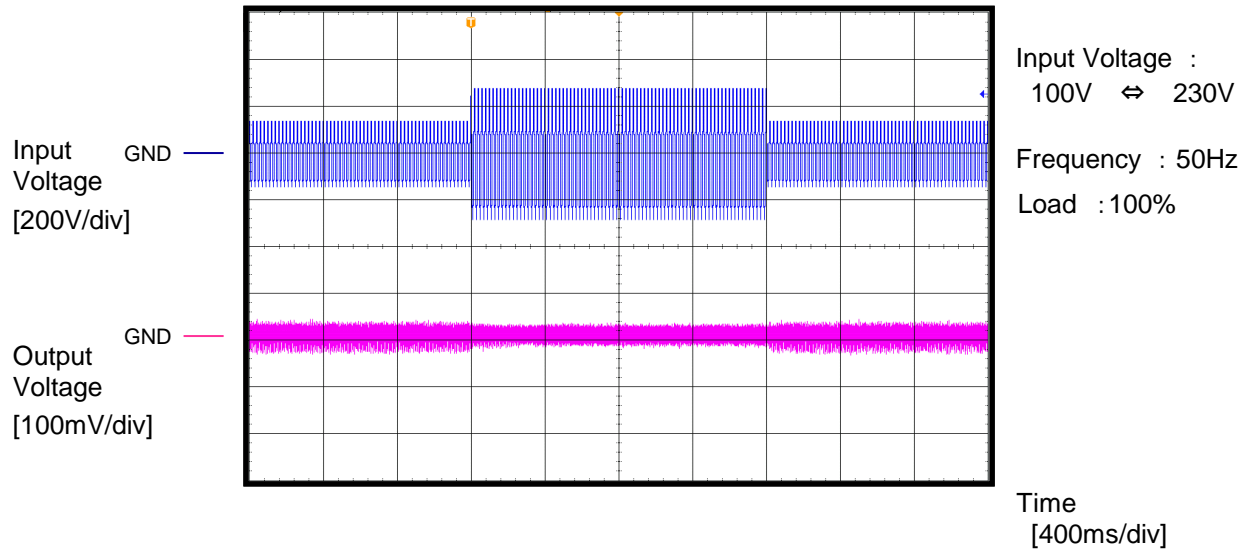 T
Input Voltage :
100V ⇔ 230V
Input
Voltage
[200V/div]
GND
Frequency : 50Hz
Load :100%
GND
Output
Voltage
[100mV/div]
Time
[400ms/div]